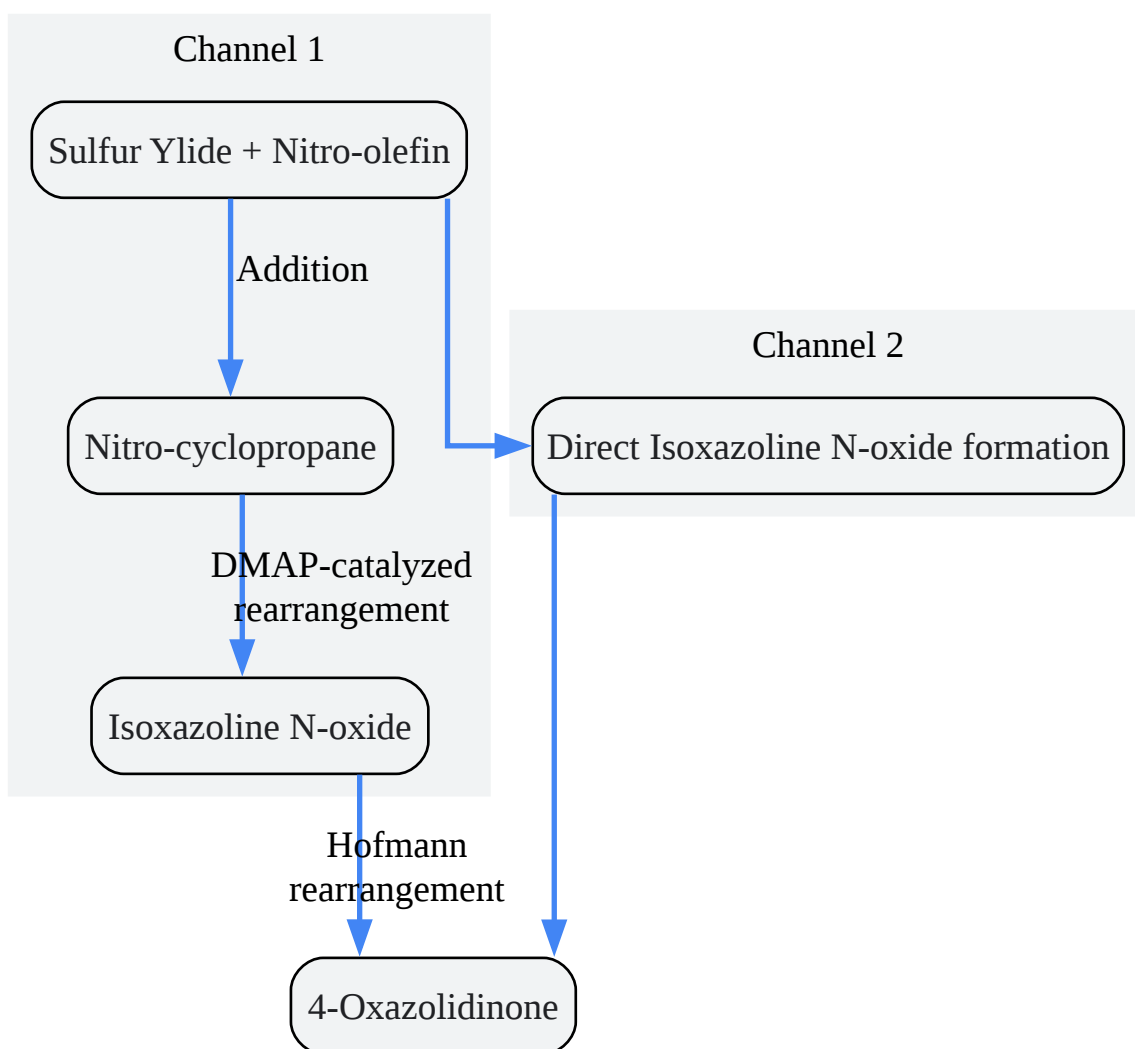 Channel 1
Sulfur Ylide + Nitro-olefin
Addition
Channel 2
Nitro-cyclopropane
Direct Isoxazoline N-oxide formation
DMAP-catalyzed
rearrangement
Isoxazoline N-oxide
Hofmann
rearrangement
4-Oxazolidinone